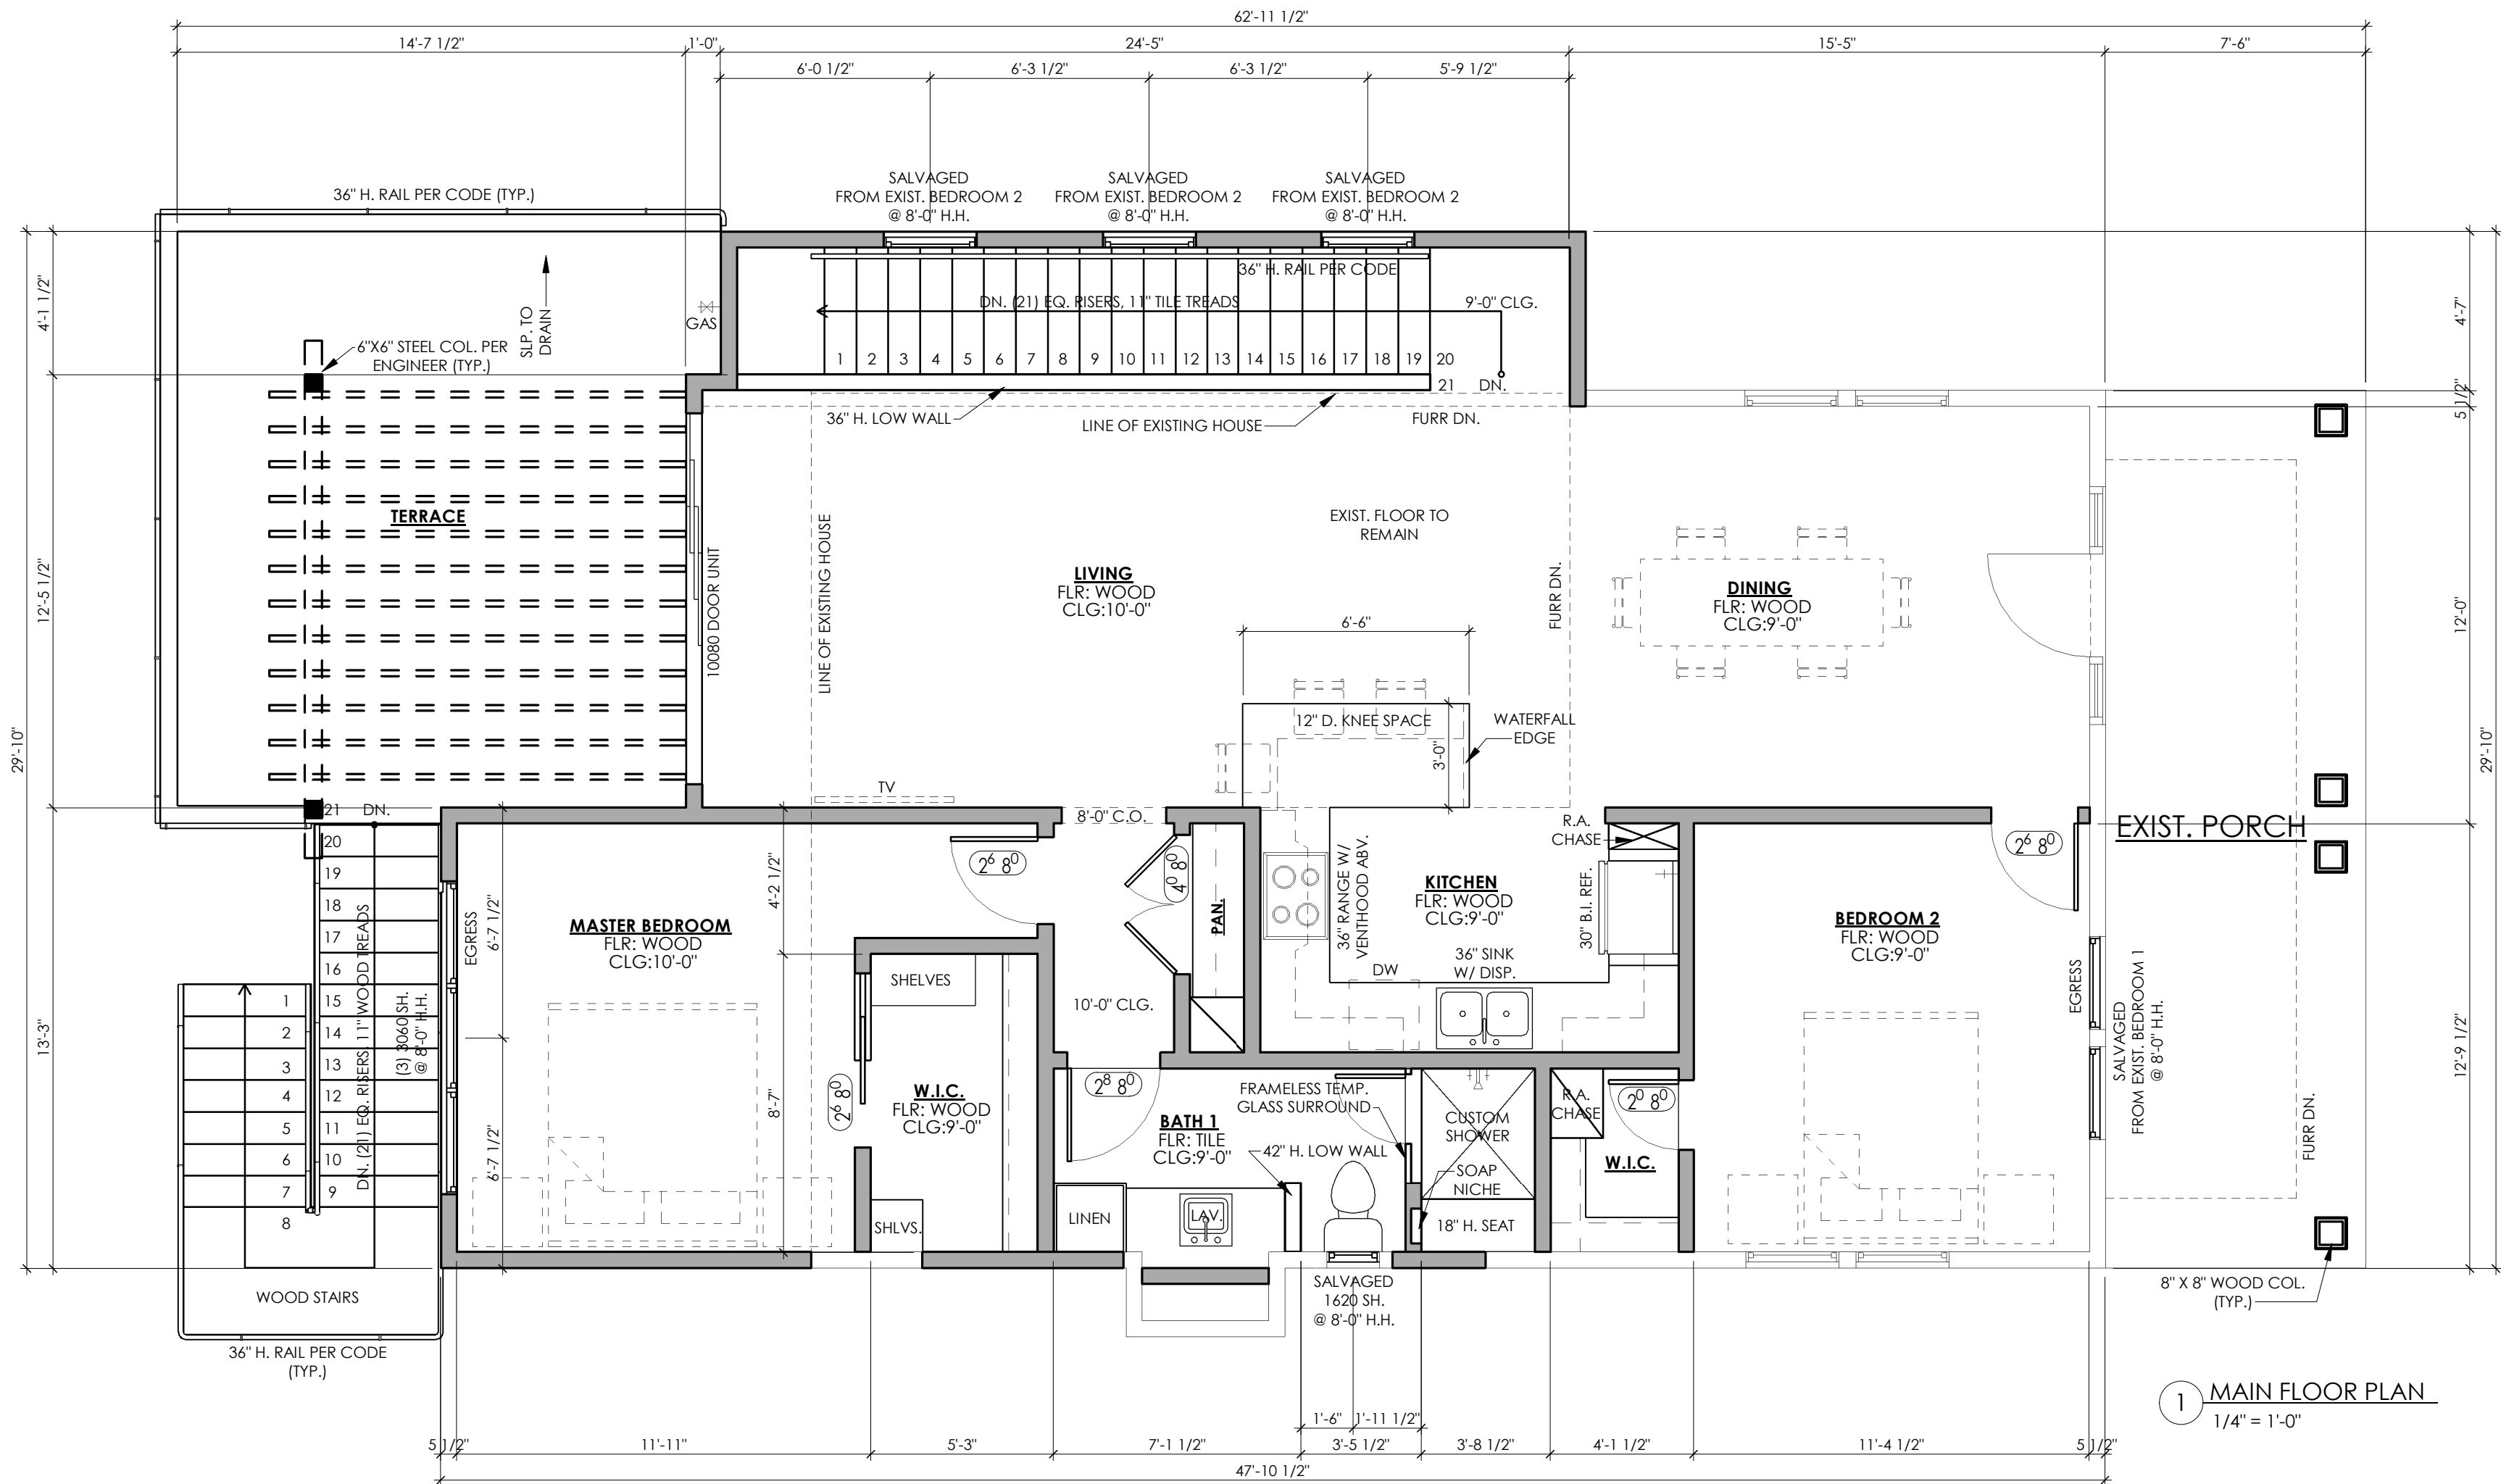 62'-11 1/2"
14'-7 1/2"
1'-0"
24'-5"
15'-5"
7'-6"
6'-0 1/2"
6'-3 1/2"
6'-3 1/2"
5'-9 1/2"
SALVAGED
FROM EXIST. BEDROOM 2
@ 8'-0" H.H.
SALVAGED
FROM EXIST. BEDROOM 2
@ 8'-0" H.H.
SALVAGED
FROM EXIST. BEDROOM 2
@ 8'-0" H.H.
36" H. RAIL PER CODE (TYP.)
36" H. RAIL PER CODE
DN. (21) EQ. RISERS, 11" TILE TREADS
9'-0" CLG.
GAS
SLP. TO
DRAIN
6"X6" STEEL COL. PER
ENGINEER (TYP.)
1 2 3 4 5 6 7 8 9 10 11 12 13 14 15 16 17 18 19 20
21 DN.
4'-1 1/2"
12'-5 1/2"
29'-10"
13'-3"
4'-7"
5 1/2"
12'-0"
29'-10"
12'-9 1/2"
36" H. LOW WALL
LINE OF EXISTING HOUSE
FURR DN.
TERRACE
10080 DOOR UNIT
LINE OF EXISTING HOUSE
EXIST. FLOOR TO
REMAIN
LIVING
FLR: WOOD
CLG:10'-0"
FURR DN.
DINING
FLR: WOOD
CLG:9'-0"
6'-6"
12" D. KNEE SPACE
3'-0"
WATERFALL
EDGE
TV
8'-0" C.O.
21 DN.
20
19
18
17
16
15
14
13
12
11
10
9
1
2
3
4
5
6
7
8
DN. (21) EQ. RISERS, 11" WOOD TREADS
(3) 3060 SH.
@ 8'-0" H.H.
EGRESS
6'-7 1/2"
6'-7 1/2"
MASTER BEDROOM
FLR: WOOD
CLG:10'-0"
4'-2 1/2"
8'-7"
2⁶ 8⁰
4⁰ 8⁰
PAN.
36" RANGE W/
VENTHOOD ABV.
KITCHEN
FLR: WOOD
CLG:9'-0"
R.A.
CHASE
30" B.I. REF.
36" SINK
W/ DISP.
DW
2⁶ 8⁰
EXIST. PORCH
BEDROOM 2
FLR: WOOD
CLG:9'-0"
EGRESS
SALVAGED
FROM EXIST. BEDROOM 1
@ 8'-0" H.H.
FURR DN.
SHELVES
10'-0" CLG.
2⁶ 8⁰
W.I.C.
FLR: WOOD
CLG:9'-0"
SHLVS.
2⁸ 8⁰
BATH 1
FLR: TILE
CLG:9'-0"
FRAMELESS TEMP.
GLASS SURROUND
42" H. LOW WALL
CUSTOM
SHOWER
SOAP
NICHE
18" H. SEAT
R.A.
CHASE
2⁰ 8⁰
W.I.C.
LINEN
LAV.
WOOD STAIRS
36" H. RAIL PER CODE
(TYP.)
SALVAGED
1620 SH.
@ 8'-0" H.H.
8" X 8" WOOD COL.
(TYP.)
1'-6"
1'-11 1/2"
5 1/2"
11'-11"
5'-3"
7'-1 1/2"
3'-5 1/2"
3'-8 1/2"
4'-1 1/2"
11'-4 1/2"
5 1/2"
47'-10 1/2"
1 MAIN FLOOR PLAN
1/4" = 1'-0"